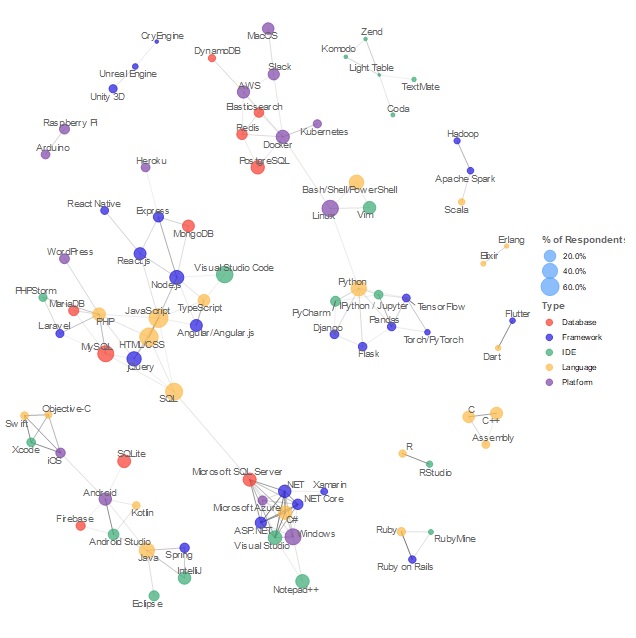 MacOS
Zend
CryEngine
Komodo
DynamoDB
Light Table
Slack
Unreal Engine
TextMate
AWS
Unity 3D
Elasticsearch
Coda
Raspberry Pi
Redis
Kubernetes
Hadoop
Docker
Arduino
Heroku
PostgreSQL
Apache Spark
Bash/Shell/PowerShell
React Native
Express
Linux
Vim
Scala
MongoDB
Erlang
% of Respondents
WordPress
React.js
Elixir
20.0%
Visual Studio Code
40.0%
Node.js
Python
60.0%
PHPStorm
MariaDB
TypeScript
IPython / Jupyter
TensorFlow
Type
JavaScript
PyCharm
Flutter
Database
PHP
Pandas
Laravel
Angular/Angular.js
Django
Torch/PyTorch
Framework
MySQL
HTML/CSS
Flask
Dart
IDE
jQuery
Language
SQL
Platform
Objective-C
C
Swift
C++
Assembly
Xcode
iOS
SQLite
R
Microsoft SQL Server
RStudio
Android
.NET
Xamarin
Kotlin
Microsoft Azure
.NET Core
Firebase
C#
ASP.NET
Windows
Ruby
RubyMine
Android Studio
Visual Studio
Java
Spring
Ruby on Rails
IntelliJ
Notepad++
Eclipse